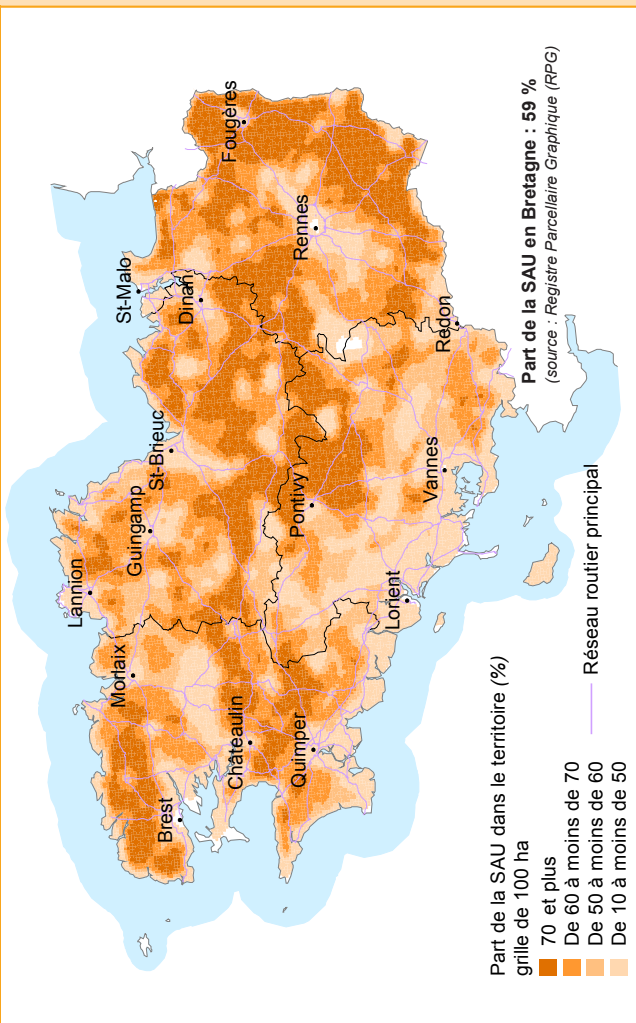 Lannion
St-Malo
Morlaix
Guingamp
St-Brieuc
Dinan
Fougères
Brest
Châteaulin
Quimper
Pontivy
Rennes
Lorient
Vannes
Redon
Part de la SAU en Bretagne : 59 %
(source : Registre Parcellaire Graphique (RPG)
Part de la SAU dans le territoire (%)
grille de 100 ha
70 et plus
De 60 à moins de 70
De 50 à moins de 60
De 10 à moins de 50
Réseau routier principal